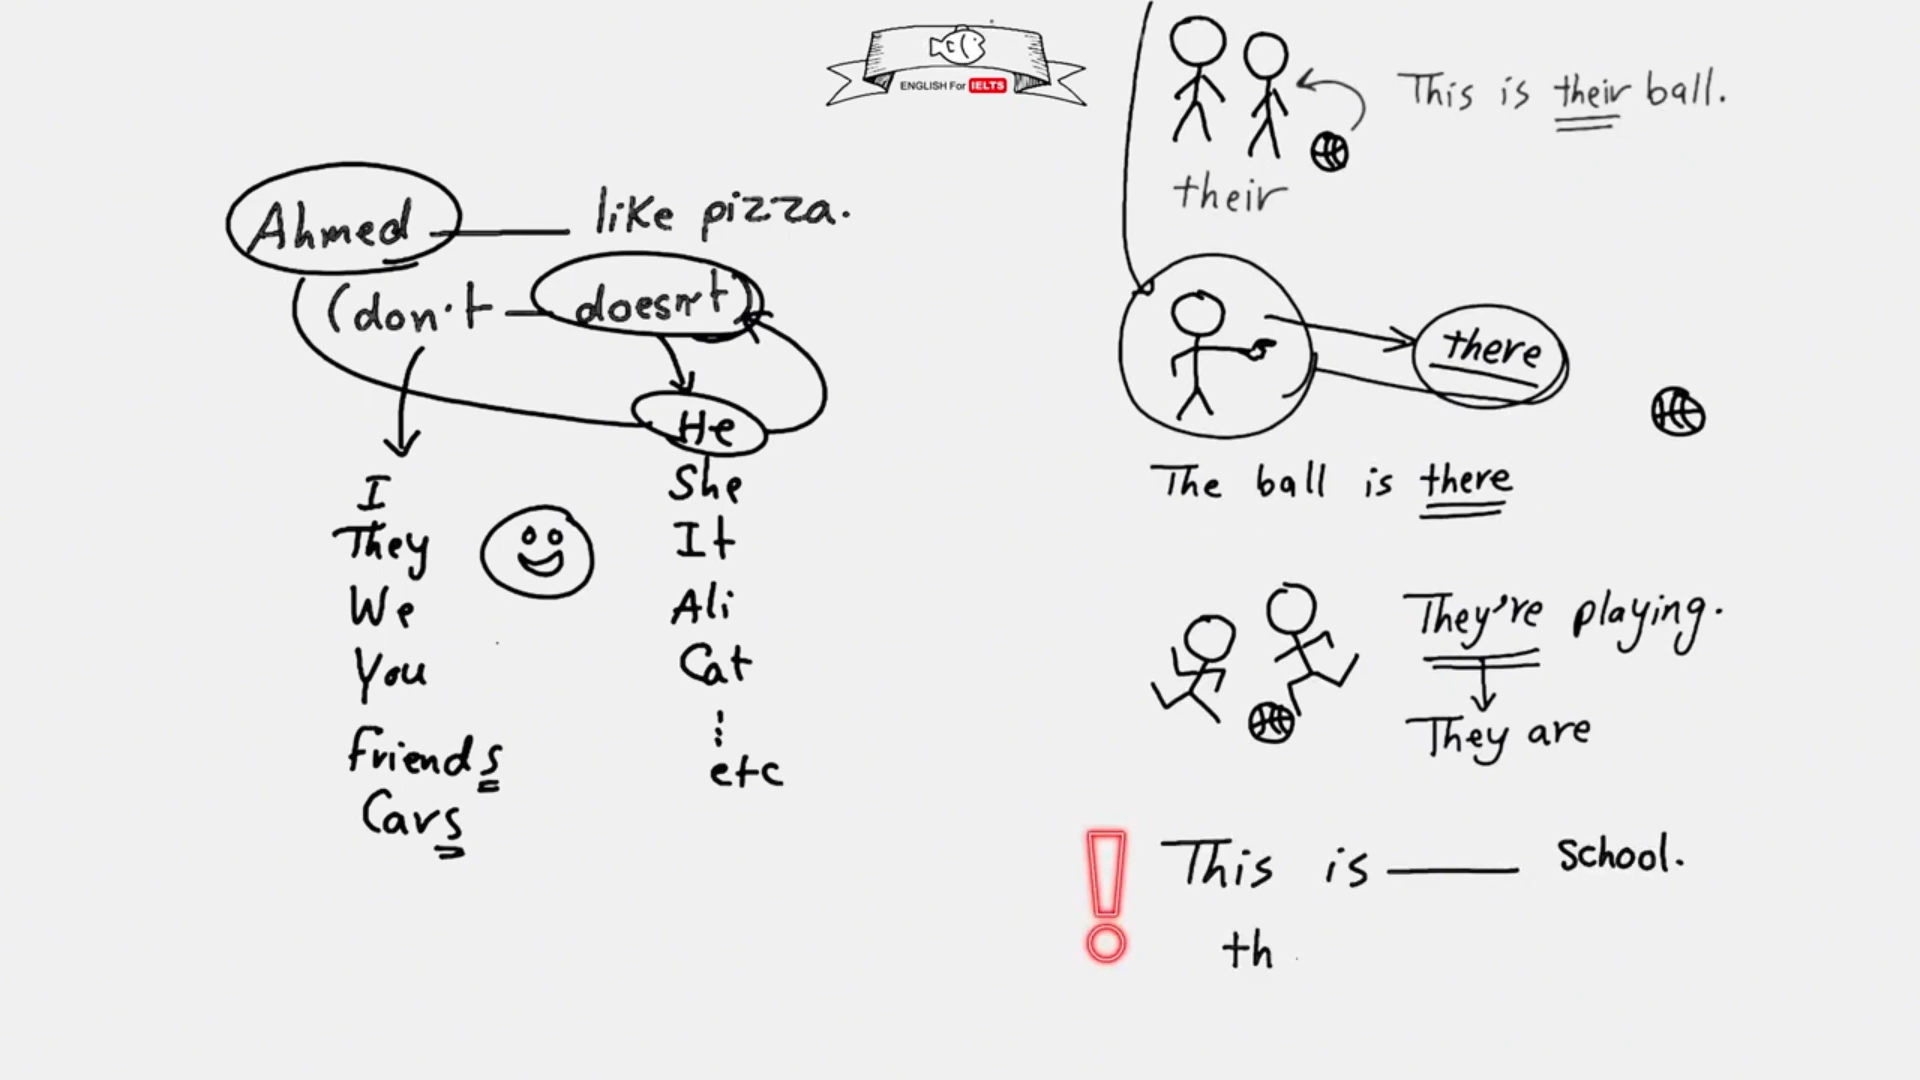 ENGLISH For IELTS
Ahmed ____ like pizza.
(don't – doesn't)
I
They
We
You
Friends
Cars
He
She
It
Ali
Cat
⋮
etc
This is their ball.
their
there
The ball is there
They're playing.
They are
! This is ____ school.
th